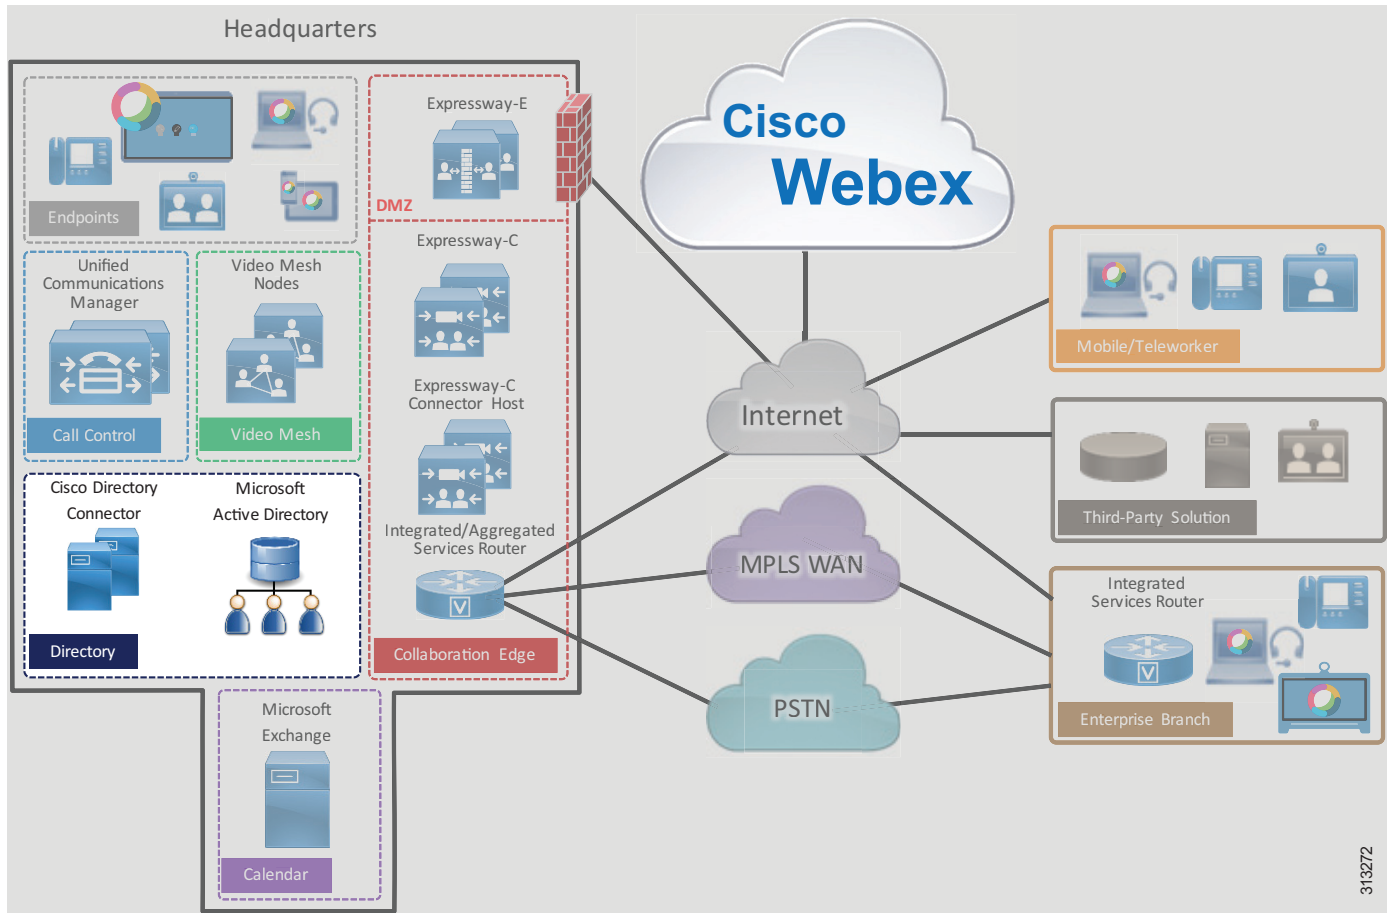 Headquarters
Endpoints
Expressway-E
DMZ
Cisco
Webex
Unified
Communications
Manager
Call Control
Video Mesh
Nodes
Video Mesh
Expressway-C
Expressway-C
Connector Host
Integrated/Aggregated
Services Router
V
Collaboration Edge
Cisco Directory
Connector
Microsoft
Active Directory
Directory
Microsoft
Exchange
Calendar
Internet
MPLS WAN
PSTN
Mobile/Teleworker
Third-Party Solution
Integrated
Services Router
V
Enterprise Branch
313272